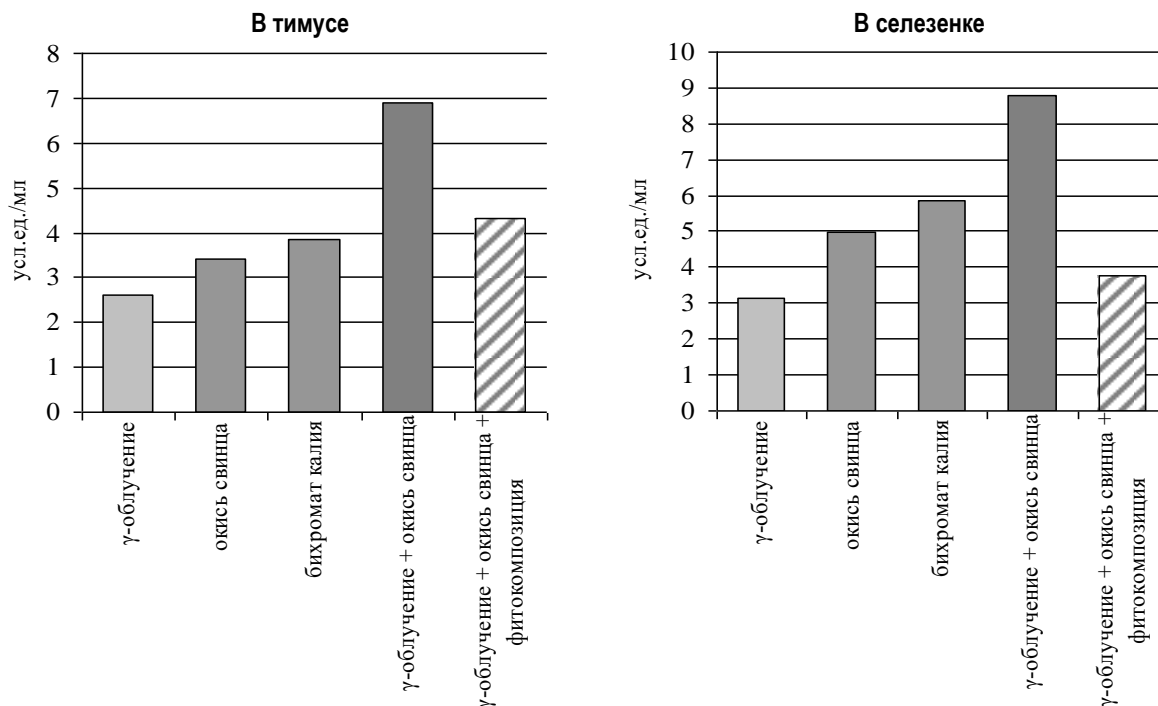 В тимусе
усл.ед./мл
8
7
6
5
4
3
2
1
0
γ-облучение
окись свинца
бихромат калия
γ-облучение + окись свинца
γ-облучение + окись свинца +
фитокомпозиция
В селезенке
усл.ед./мл
10
9
8
7
6
5
4
3
2
1
0
γ-облучение
окись свинца
бихромат калия
γ-облучение + окись свинца
γ-облучение + окись свинца +
фитокомпозиция